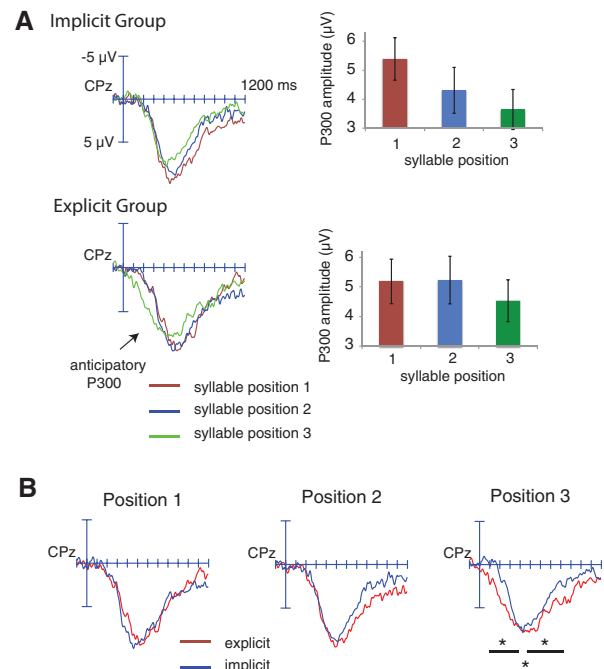 A
Implicit Group
-5 µV
CPz
1200 ms
5 µV
P300 amplitude (µV)
6
5
4
3
1 2 3
syllable position
Explicit Group
CPz
anticipatory
P300
P300 amplitude (µV)
6
5
4
3
1 2 3
syllable position
syllable position 1
syllable position 2
syllable position 3
B
Position 1
Position 2
Position 3
CPz
CPz
CPz
explicit
implicit
* *
*